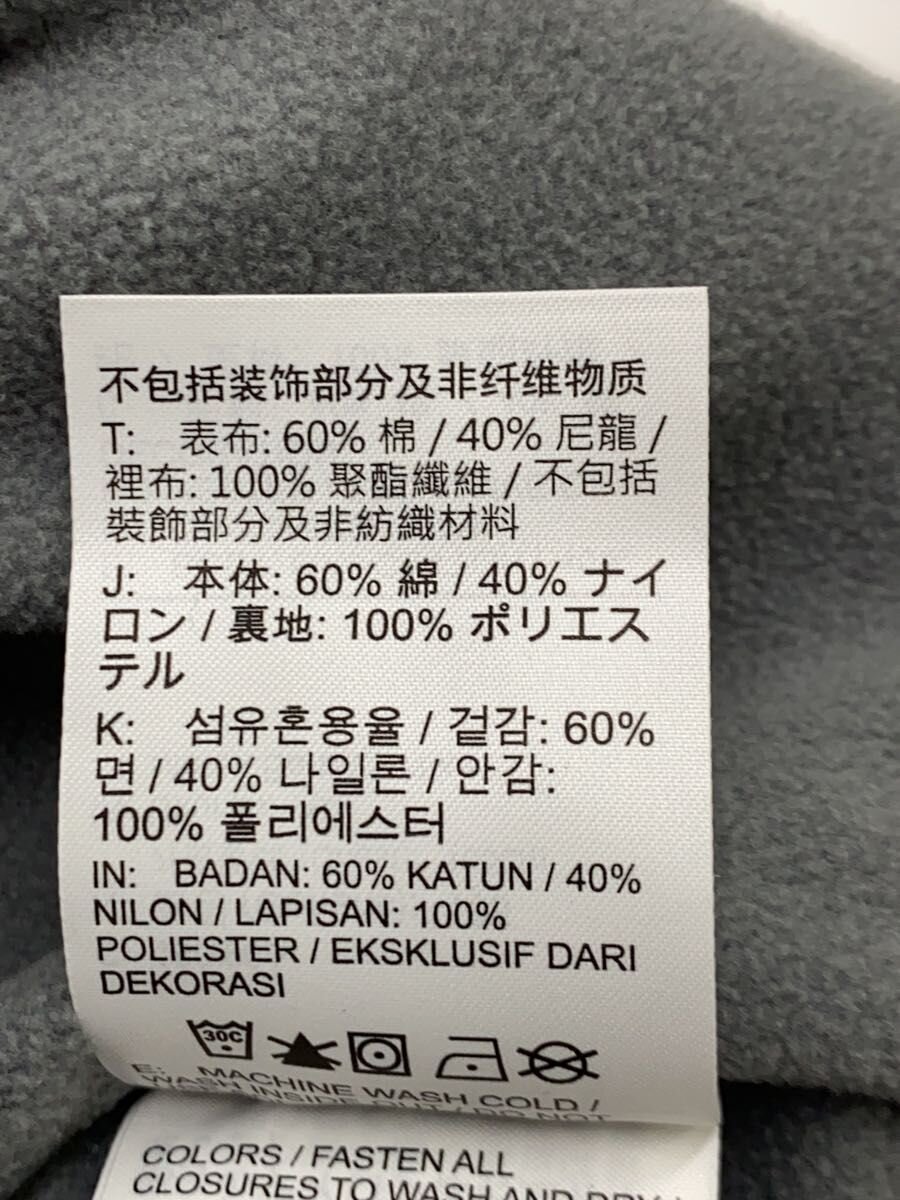 不包括装饰部分及非纤维物质
T: 表布: 60% 棉 / 40% 尼龍 /
裡布: 100% 聚酯纖維 / 不包括
裝飾部分及非紡織材料
J: 本体: 60% 綿 / 40% ナイ
ロン / 裏地: 100% ポリエス
テル
K: 섬유혼용율 / 겉감: 60%
면 / 40% 나일론 / 안감:
100% 폴리에스터
IN: BADAN: 60% KATUN / 40%
NILON / LAPISAN: 100%
POLIESTER / EKSKLUSIF DARI
DEKORASI
30C
E: MACHINE WASH COLD /
WASH INSIDE OUT / DO NOT
COLORS / FASTEN ALL
CLOSURES TO WASH AND DRY /